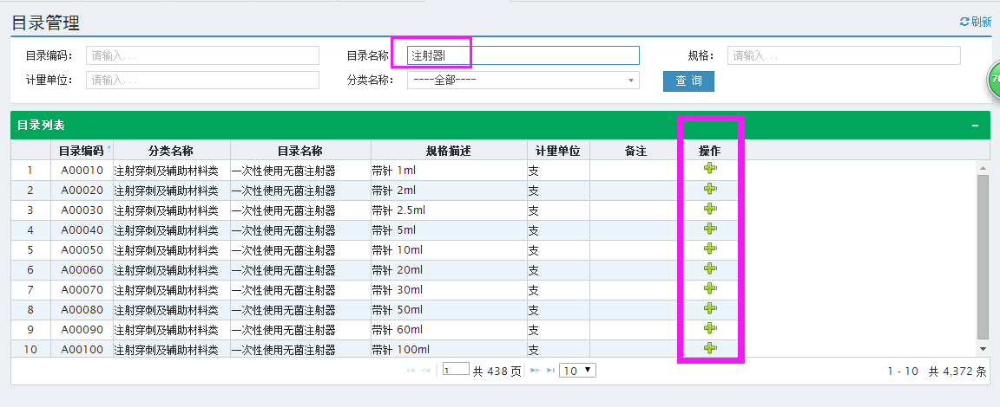 目录管理
刷新
目录编码： 请输入... 目录名称 注射器 规格： 请输入...
计量单位： 请输入... 分类名称： ----全部---- 查 询
目录列表
目录编码 分类名称 目录名称 规格描述 计量单位 备注 操作
1 A00010 注射穿刺及辅助材料类 一次性使用无菌注射器 带针 1ml 支
2 A00020 注射穿刺及辅助材料类 一次性使用无菌注射器 带针 2ml 支
3 A00030 注射穿刺及辅助材料类 一次性使用无菌注射器 带针 2.5ml 支
4 A00040 注射穿刺及辅助材料类 一次性使用无菌注射器 带针 5ml 支
5 A00050 注射穿刺及辅助材料类 一次性使用无菌注射器 带针 10ml 支
6 A00060 注射穿刺及辅助材料类 一次性使用无菌注射器 带针 20ml 支
7 A00070 注射穿刺及辅助材料类 一次性使用无菌注射器 带针 30ml 支
8 A00080 注射穿刺及辅助材料类 一次性使用无菌注射器 带针 50ml 支
9 A00090 注射穿刺及辅助材料类 一次性使用无菌注射器 带针 60ml 支
10 A00100 注射穿刺及辅助材料类 一次性使用无菌注射器 带针 100ml 支
1 共 438 页 10 1 - 10 共 4,372 条